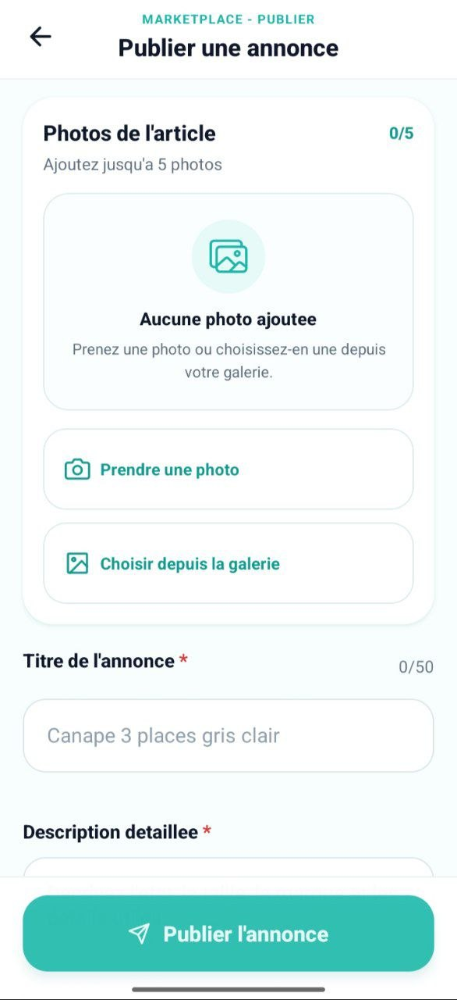 MARKETPLACE - PUBLIER
Publier une annonce
Photos de l'article
0/5
Ajoutez jusqu'a 5 photos
Aucune photo ajoutee
Prenez une photo ou choisissez-en une depuis
votre galerie.
Prendre une photo
Choisir depuis la galerie
Titre de l'annonce *
0/50
Canape 3 places gris clair
Description detaillee *
Publier l'annonce